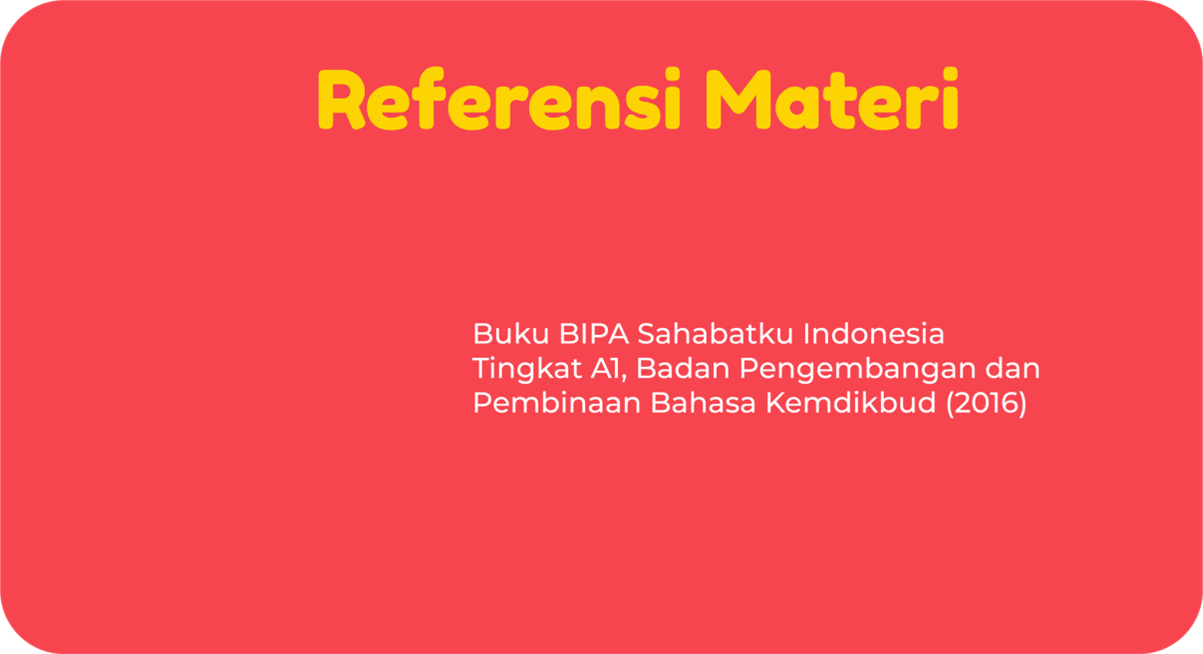 Referensi Materi
Buku BIPA Sahabatku Indonesia
Tingkat A1, Badan Pengembangan dan
Pembinaan Bahasa Kemdikbud (2016)